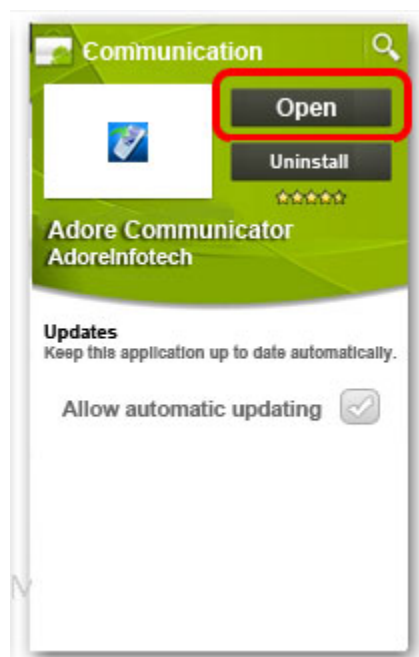 Communication
Open
Uninstall
Adore Communicator
AdoreInfotech
Updates
Keep this application up to date automatically.
Allow automatic updating
M